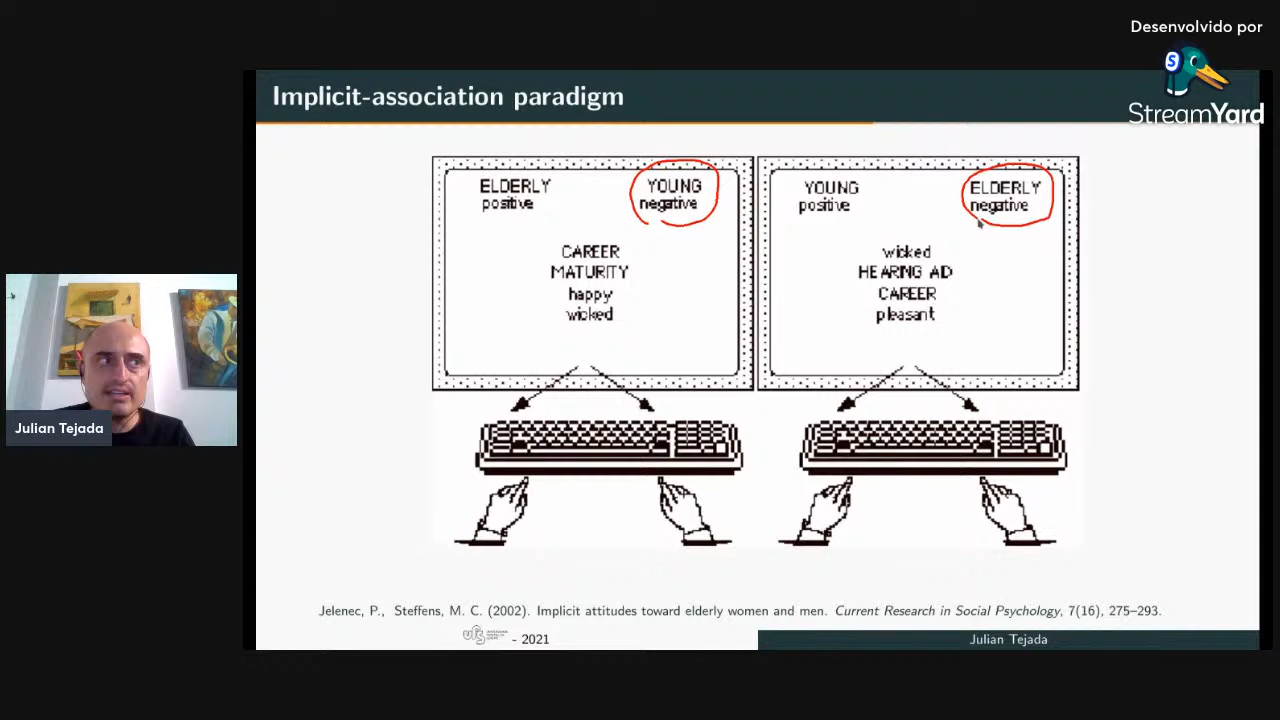 Desenvolvido por
StreamYard
Implicit-association paradigm
ELDERLY
positive
YOUNG
negative
CAREER
MATURITY
happy
wicked
YOUNG
positive
ELDERLY
negative
wicked
HEARING AID
CAREER
pleasant
Julian Tejada
Jelenec, P., Steffens, M. C. (2002). Implicit attitudes toward elderly women and men. Current Research in Social Psychology, 7(16), 275–293.
ufs - 2021
Julian Tejada